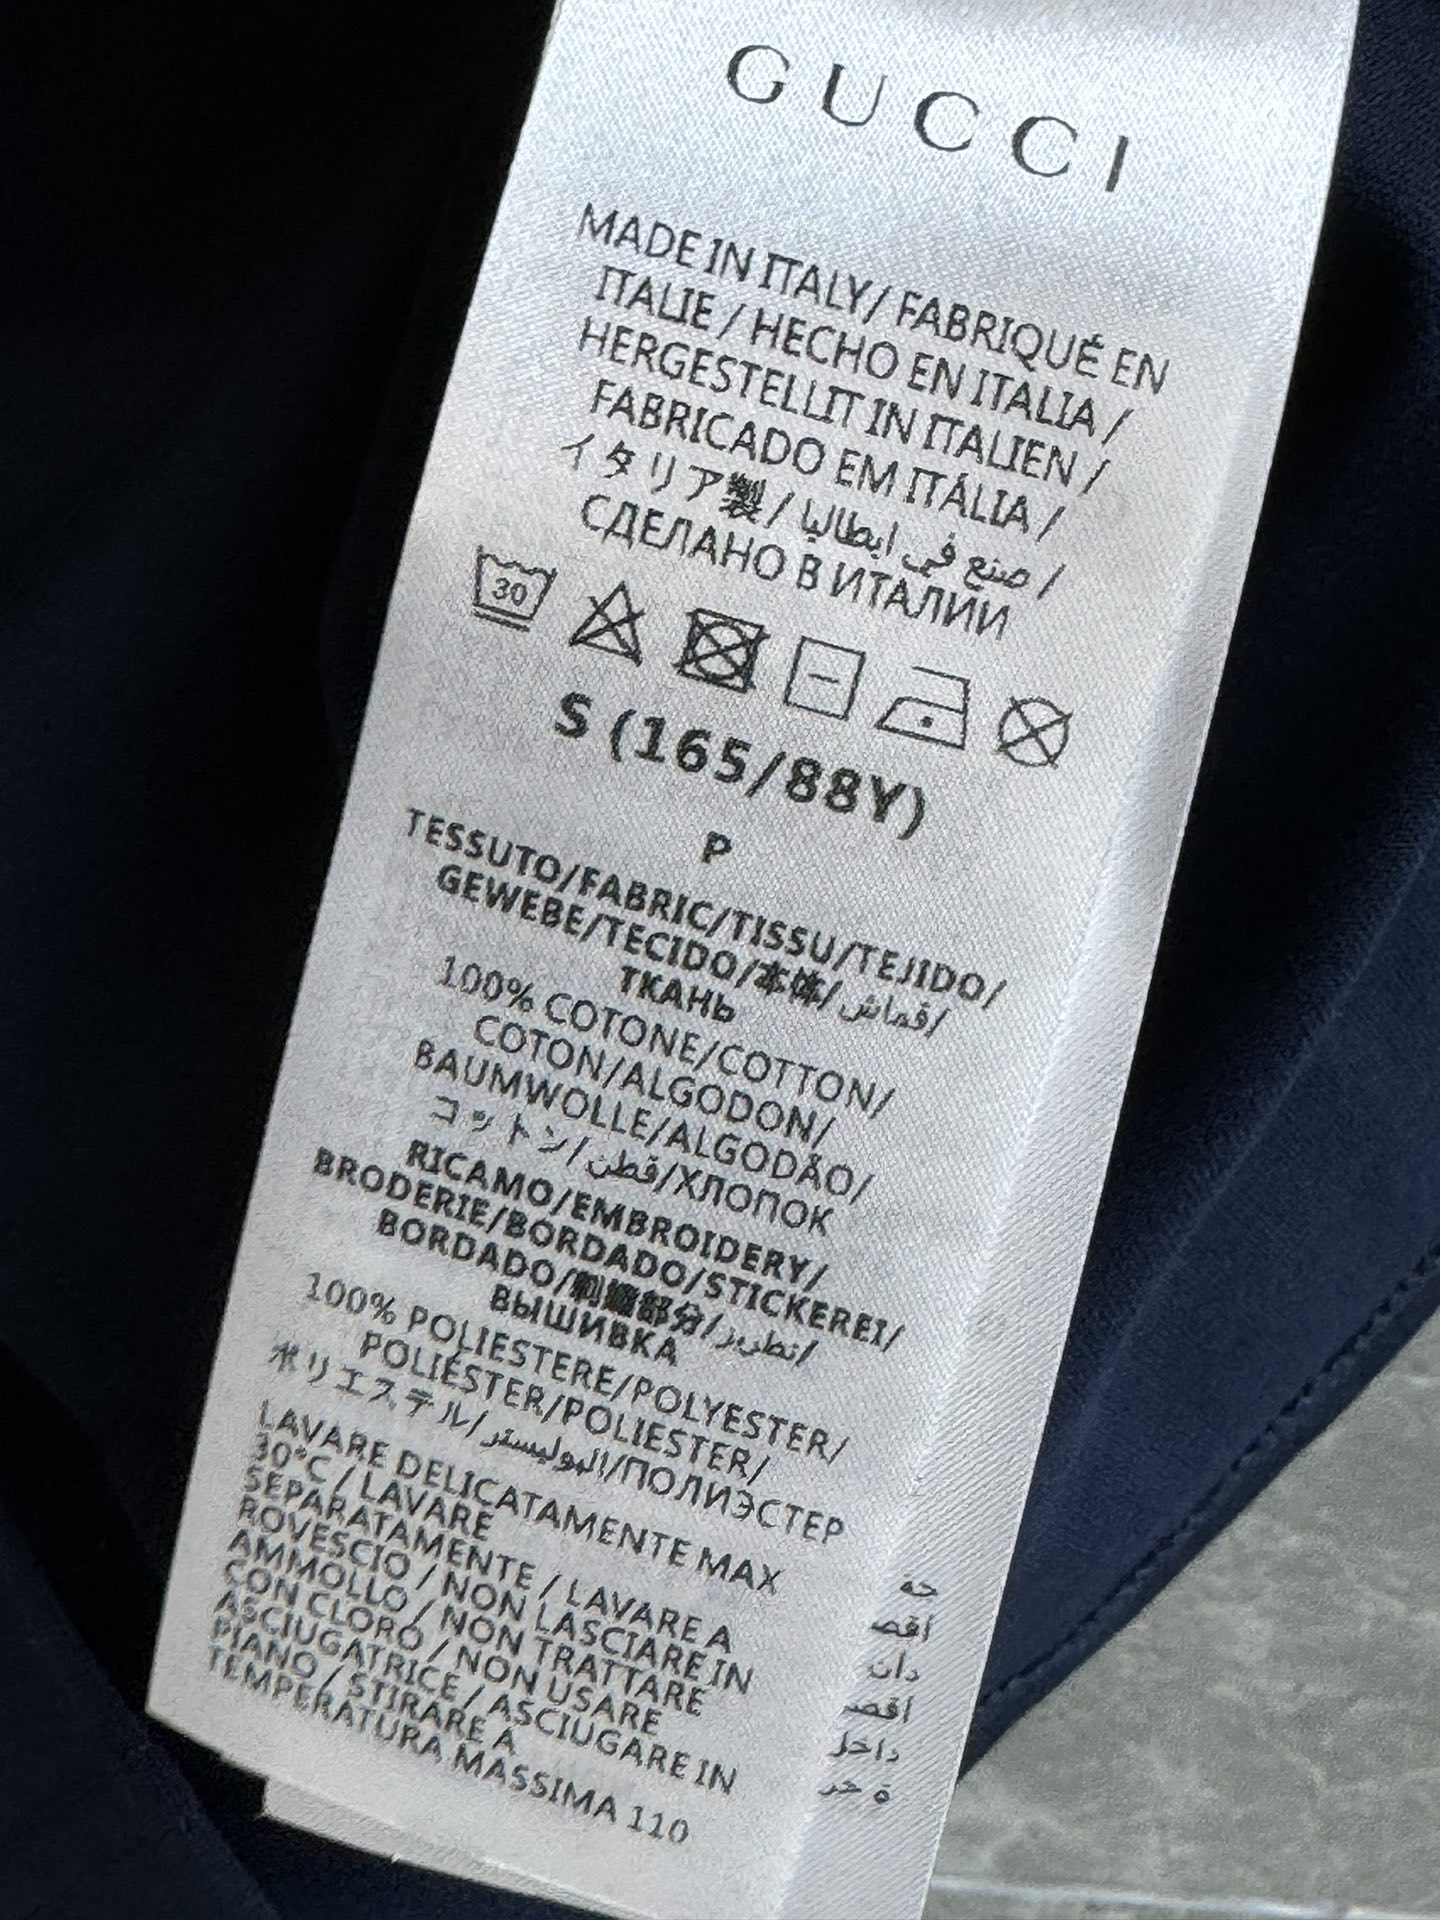 GUCCI
MADE IN ITALY/ FABRIQUÉ EN
ITALIE / HECHO EN ITALIA /
HERGESTELLIT IN ITALIEN /
FABRICADO EM ITÁLIA /
イタリア製/ صنع في ايطاليا /
СДЕЛАНО В ИТАЛИИ
30
S (165/88Y)
P
TESSUTO/FABRIC/TISSU/TEJIDO/
GEWEBE/TECIDO/本体/ قماش/
ТКАНЬ
100% COTONE/COTTON/
COTON/ALGODON/
BAUMWOLLE/ALGODÃO/
コットン/قطن/ХЛОПОК
RICAMO/EMBROIDERY/
BRODERIE/BORDADO/STICKEREI/
BORDADO/刺繍部分/تطريز/
ВЫШИВКА
100% POLIESTERE/POLYESTER/
POLIÉSTER/POLIESTER/
ポリエステル/البوليستر/ПОЛИЭСТЕР
LAVARE DELICATAMENTE MAX
30°C / LAVARE
SEPARATAMENTE / LAVARE A
ROVESCIO / NON LASCIARE IN
AMMOLLO / NON TRATTARE
CON CLORO / NON USARE
ASCIUGATRICE / ASCIUGARE IN
PIANO / STIRARE A
TEMPERATURA MASSIMA 110